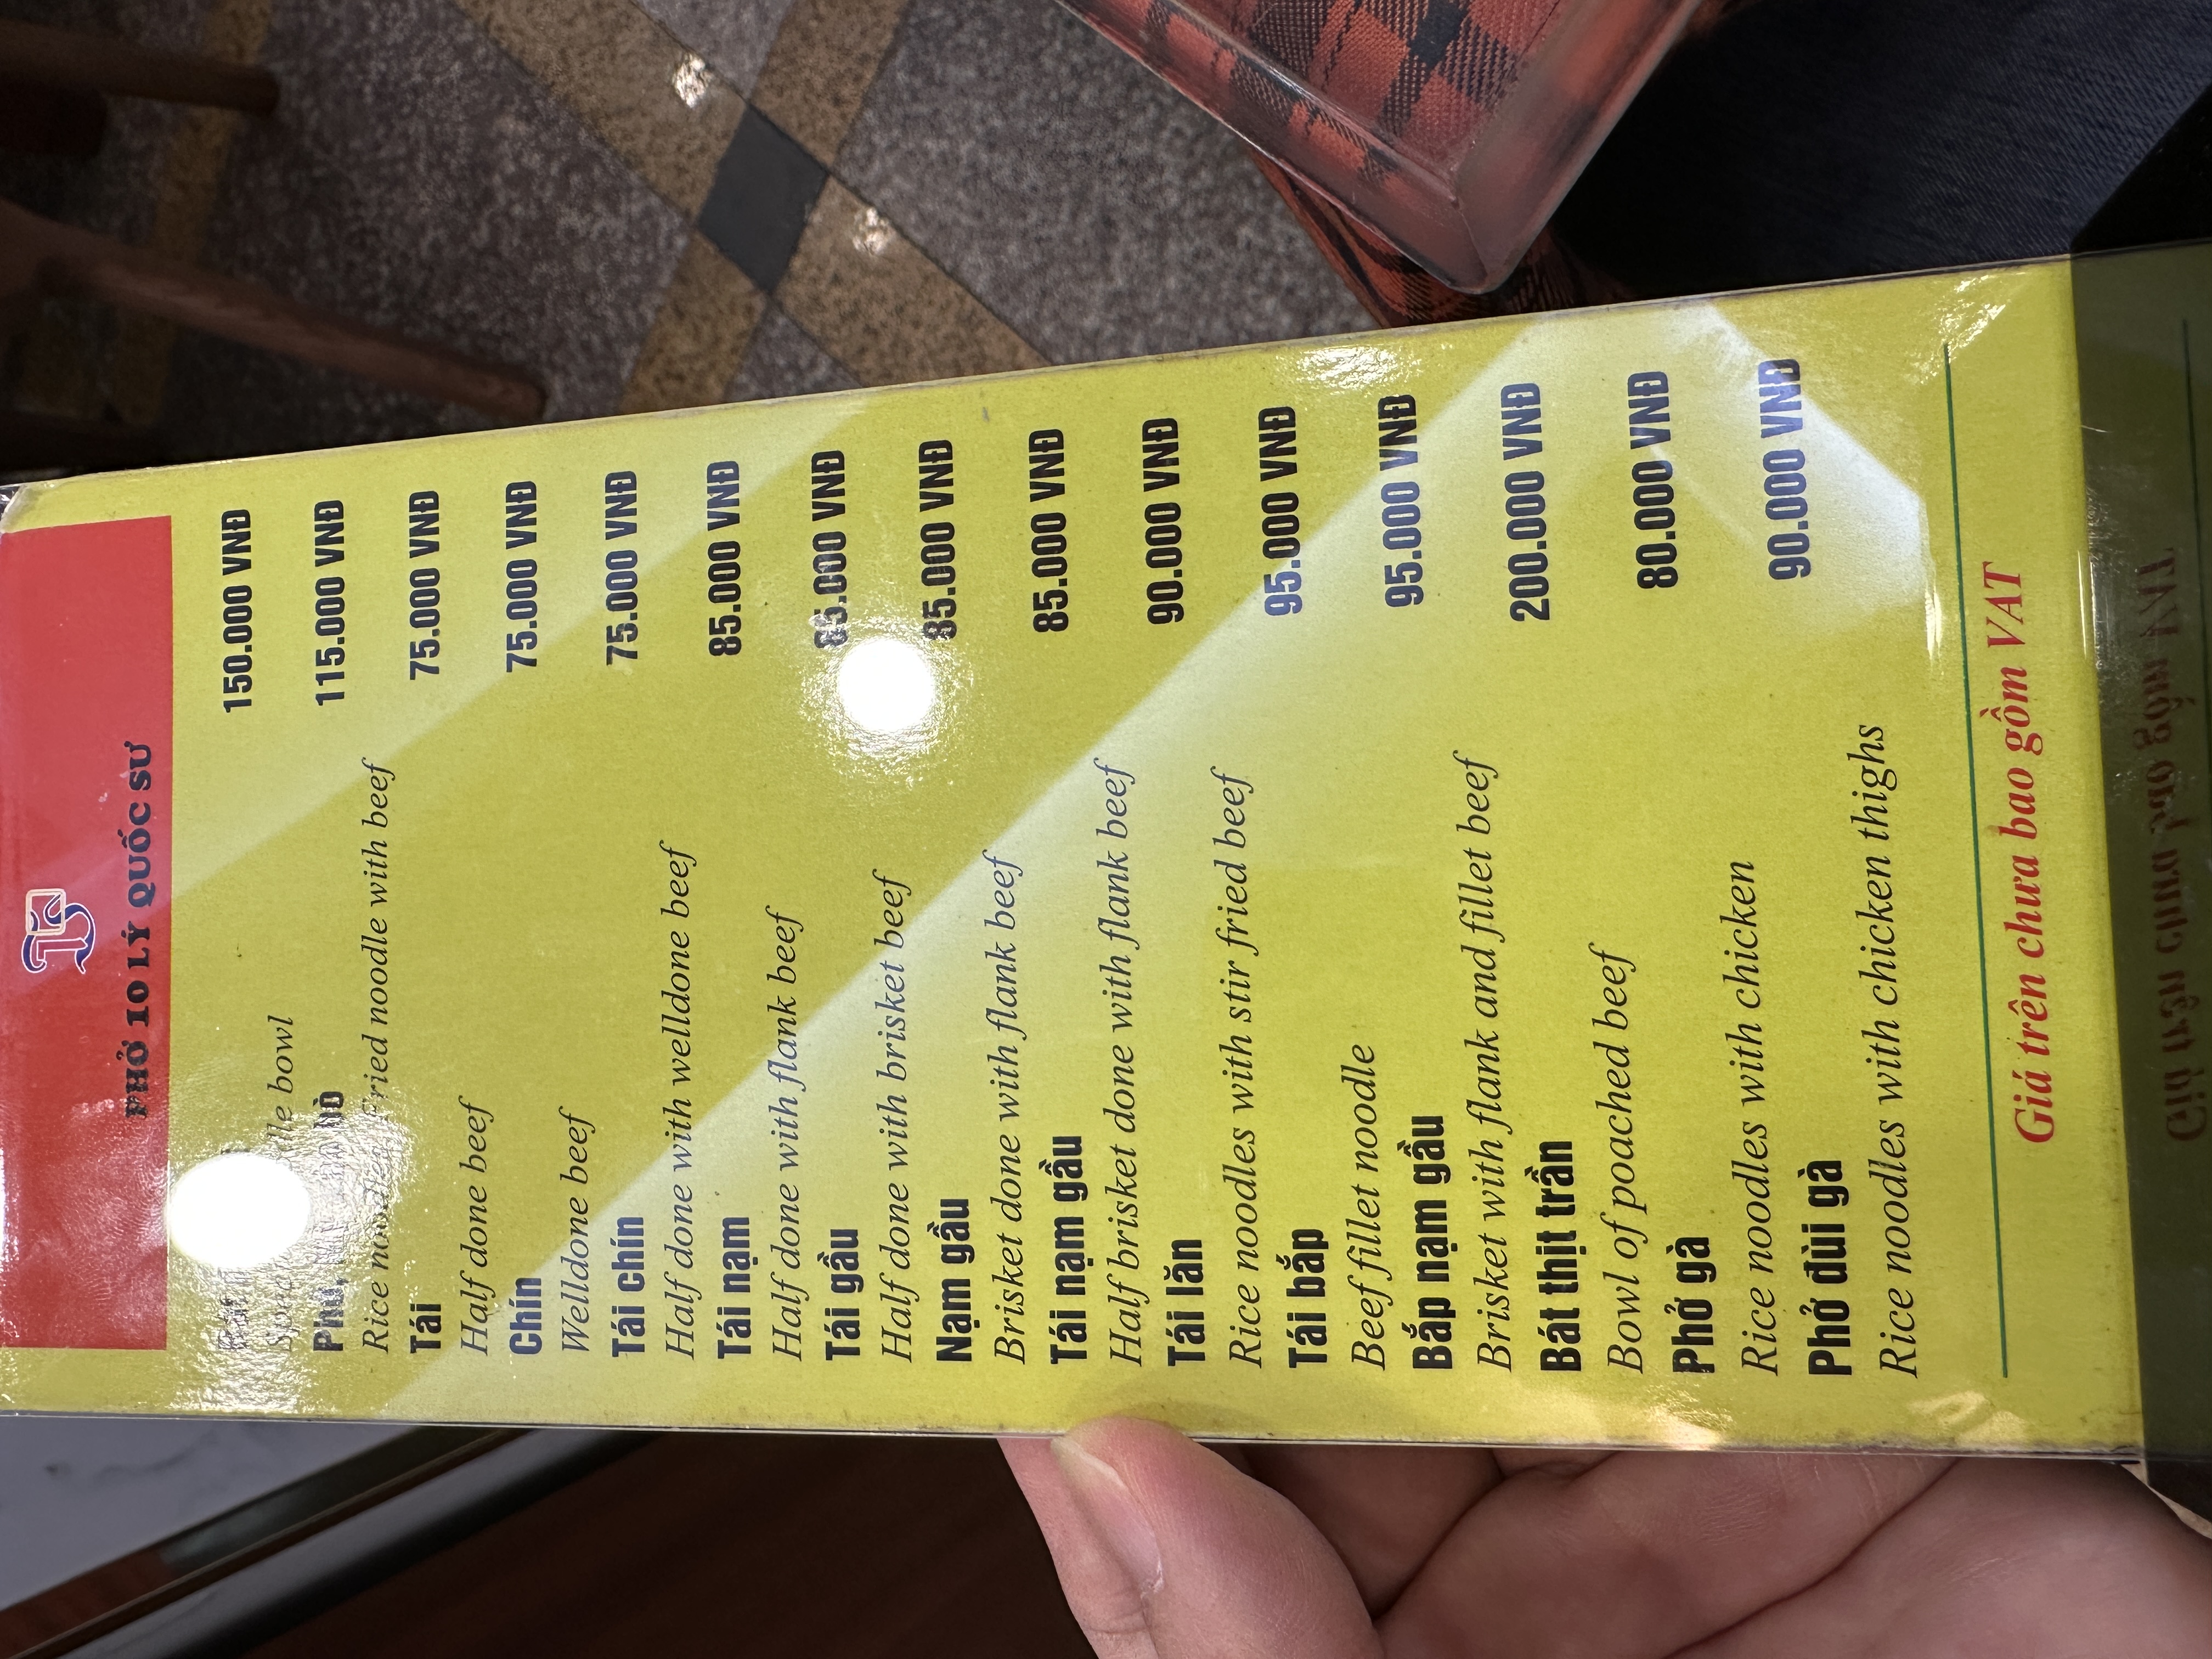 PHỞ 10 LÝ QUỐC SƯ
150.000 VNĐ
bowl
115.000 VNĐ
Rice Fried noodle with beef
Tái 75.000 VNĐ
Half done beef
Chín 75.000 VNĐ
Welldone beef
Tái chín 75.000 VNĐ
Half done with welldone beef
Tái nạm 85.000 VNĐ
Half done with flank beef
Tái gầu 85.000 VNĐ
Half done with brisket beef
Nạm gầu 85.000 VNĐ
Brisket done with flank beef
Tái nạm gầu 85.000 VNĐ
Half brisket done with flank beef
Tái lăn 90.000 VNĐ
Rice noodles with stir fried beef
Tái bắp 95.000 VNĐ
Beef fillet noodle
Bắp nạm gầu 95.000 VNĐ
Brisket with flank and fillet beef
Bát thịt trần 200.000 VNĐ
Bowl of poached beef
Phở gà 80.000 VNĐ
Rice noodles with chicken
Phở đùi gà 90.000 VNĐ
Rice noodles with chicken thighs
Giá trên chưa bao gồm VAT